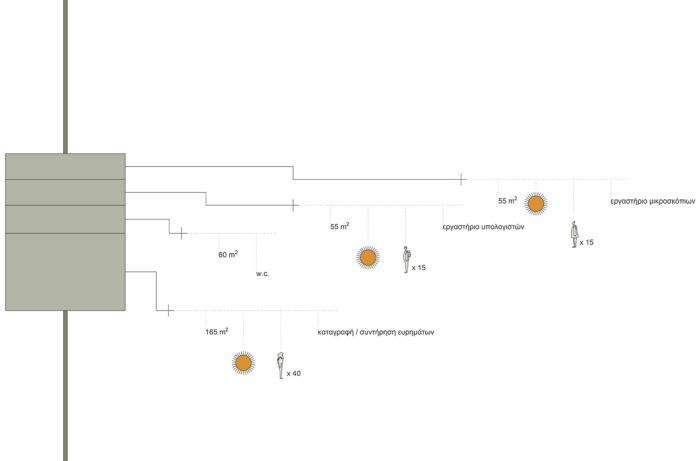 55 m²
εργαστήριο μικροσκόπιων
x 15
55 m²
εργαστήριο υπολογιστών
x 15
60 m²
w.c.
165 m²
καταγραφή / συντήρηση ευρημάτων
x 40